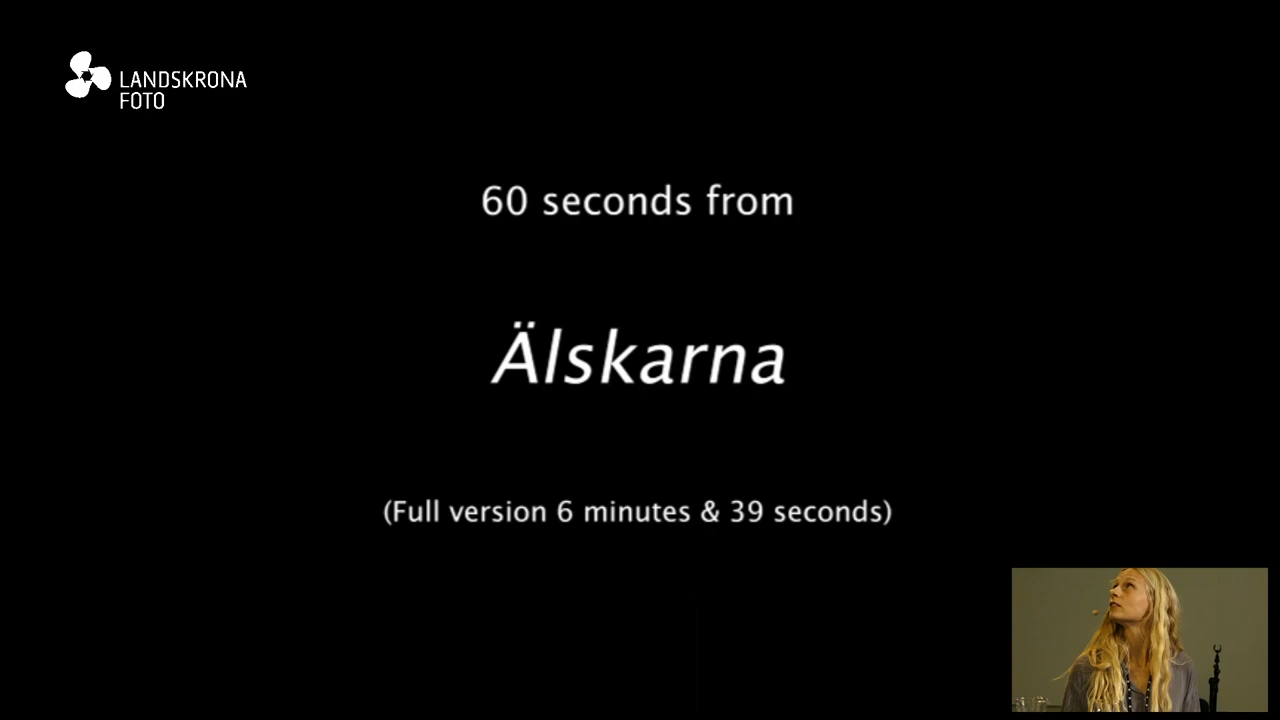 LANDSKRONA
FOTO
60 seconds from
Älskarna
(Full version 6 minutes & 39 seconds)